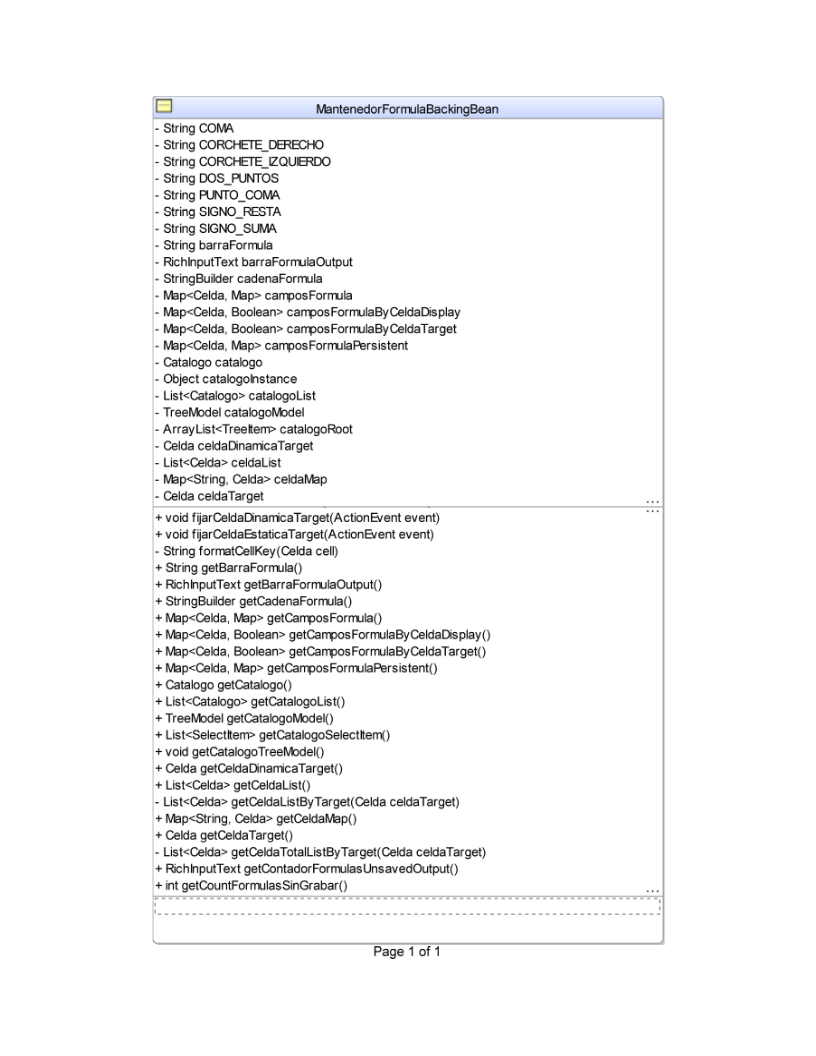 MantenedorFormulaBackingBean
- String COMA
- String CORCHETE_DERECHO
- String CORCHETE_IZQUIERDO
- String DOS_PUNTOS
- String PUNTO_COMA
- String SIGNO_RESTA
- String SIGNO_SUMA
- String barraFormula
- RichInputText barraFormulaOutput
- StringBuilder cadenaFormula
- Map<Celda, Map> camposFormula
- Map<Celda, Boolean> camposFormulaByCeldaDisplay
- Map<Celda, Boolean> camposFormulaByCeldaTarget
- Map<Celda, Map> camposFormulaPersistent
- Catalogo catalogo
- Object catalogoInstance
- List<Catalogo> catalogoList
- TreeModel catalogoModel
- ArrayList<TreeItem> catalogoRoot
- Celda celdaDinamicaTarget
- List<Celda> celdaList
- Map<String, Celda> celdaMap
- Celda celdaTarget
...
...
+ void fijarCeldaDinamicaTarget(ActionEvent event)
+ void fijarCeldaEstaticaTarget(ActionEvent event)
- String formatCellKey(Celda cell)
+ String getBarraFormula()
+ RichInputText getBarraFormulaOutput()
+ StringBuilder getCadenaFormula()
+ Map<Celda, Map> getCamposFormula()
+ Map<Celda, Boolean> getCamposFormulaByCeldaDisplay()
+ Map<Celda, Boolean> getCamposFormulaByCeldaTarget()
+ Map<Celda, Map> getCamposFormulaPersistent()
+ Catalogo getCatalogo()
+ List<Catalogo> getCatalogoList()
+ TreeModel getCatalogoModel()
+ List<SelectItem> getCatalogoSelectItem()
+ void getCatalogoTreeModel()
+ Celda getCeldaDinamicaTarget()
+ List<Celda> getCeldaList()
- List<Celda> getCeldaListByTarget(Celda celdaTarget)
+ Map<String, Celda> getCeldaMap()
+ Celda getCeldaTarget()
- List<Celda> getCeldaTotalListByTarget(Celda celdaTarget)
+ RichInputText getContadorFormulasUnsavedOutput()
+ int getCountFormulasSinGrabar()
...
Page 1 of 1